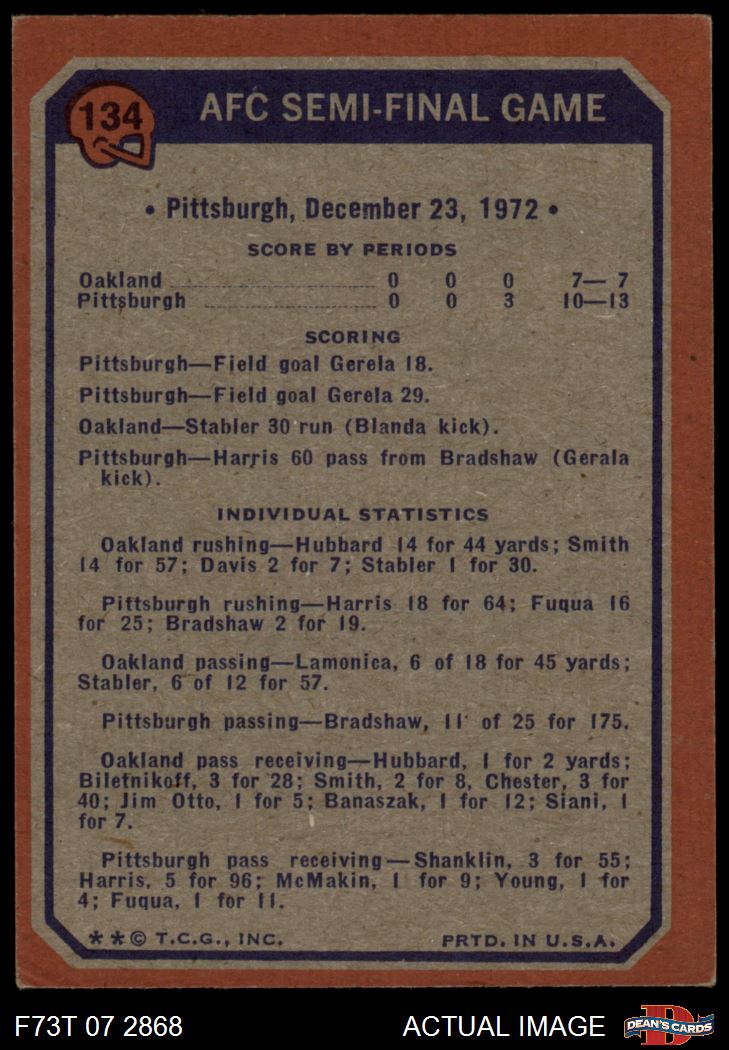 134
AFC SEMI-FINAL GAME
• Pittsburgh, December 23, 1972 •
SCORE BY PERIODS
Oakland 0 0 0 7— 7
Pittsburgh 0 0 3 10—13
SCORING
Pittsburgh—Field goal Gerela 18.
Pittsburgh—Field goal Gerela 29.
Oakland—Stabler 30 run (Blanda kick).
Pittsburgh—Harris 60 pass from Bradshaw (Gerala
kick).
INDIVIDUAL STATISTICS
Oakland rushing—Hubbard 14 for 44 yards; Smith
14 for 57; Davis 2 for 7; Stabler 1 for 30.
Pittsburgh rushing—Harris 18 for 64; Fuqua 16
for 25; Bradshaw 2 for 19.
Oakland passing—Lamonica, 6 of 18 for 45 yards;
Stabler, 6 of 12 for 57.
Pittsburgh passing—Bradshaw, 11 of 25 for 175.
Oakland pass receiving—Hubbard, 1 for 2 yards;
Biletnikoff, 3 for 28; Smith, 2 for 8, Chester, 3 for
40; Jim Otto, 1 for 5; Banaszak, 1 for 12; Siani, 1
for 7.
Pittsburgh pass receiving—Shanklin, 3 for 55;
Harris, 5 for 96; McMakin, 1 for 9; Young, 1 for
4; Fuqua, 1 for 11.
**© T.C.G., INC. PRTD. IN U.S.A.
F73T 07 2868 ACTUAL IMAGE DEAN'S CARDS